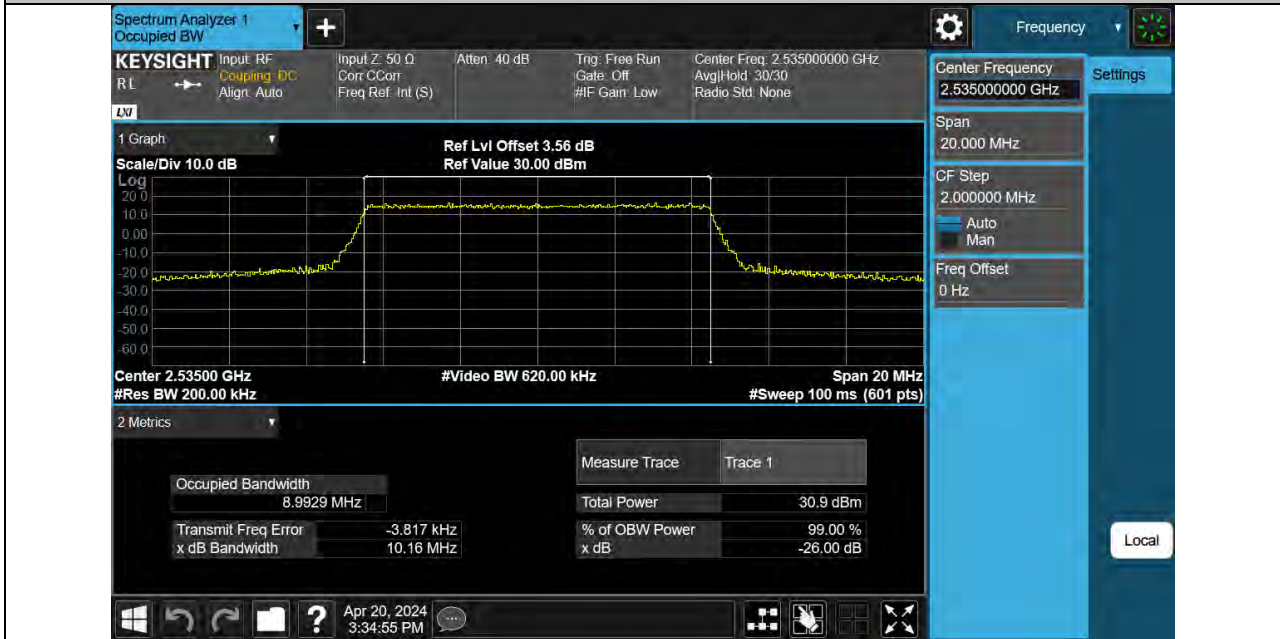 Spectrum Analyzer 1
Occupied BW
+
Frequency
KEYSIGHT
RL
LXI
Input: RF
Coupling: DC
Align: Auto
Input Z: 50 Ω
Corr CCorr
Freq Ref: Int (S)
Atten: 40 dB
Trig: Free Run
Gate: Off
#IF Gain: Low
Center Freq: 2.535000000 GHz
Avg|Hold: 30/30
Radio Std: None
Center Frequency
2.535000000 GHz
Settings
Span
20.000 MHz
CF Step
2.000000 MHz
Auto
Man
Freq Offset
0 Hz
1 Graph
Scale/Div 10.0 dB
Ref Lvl Offset 3.56 dB
Ref Value 30.00 dBm
Log
20.0
10.0
0.00
-10.0
-20.0
-30.0
-40.0
-50.0
-60.0
Center 2.53500 GHz
#Video BW 620.00 kHz
Span 20 MHz
#Res BW 200.00 kHz
#Sweep 100 ms (601 pts)
2 Metrics
Measure Trace Trace 1
Occupied Bandwidth
8.9929 MHz
Total Power 30.9 dBm
Transmit Freq Error -3.817 kHz
% of OBW Power 99.00 %
x dB Bandwidth 10.16 MHz
x dB -26.00 dB
Local
?
Apr 20, 2024
3:34:55 PM